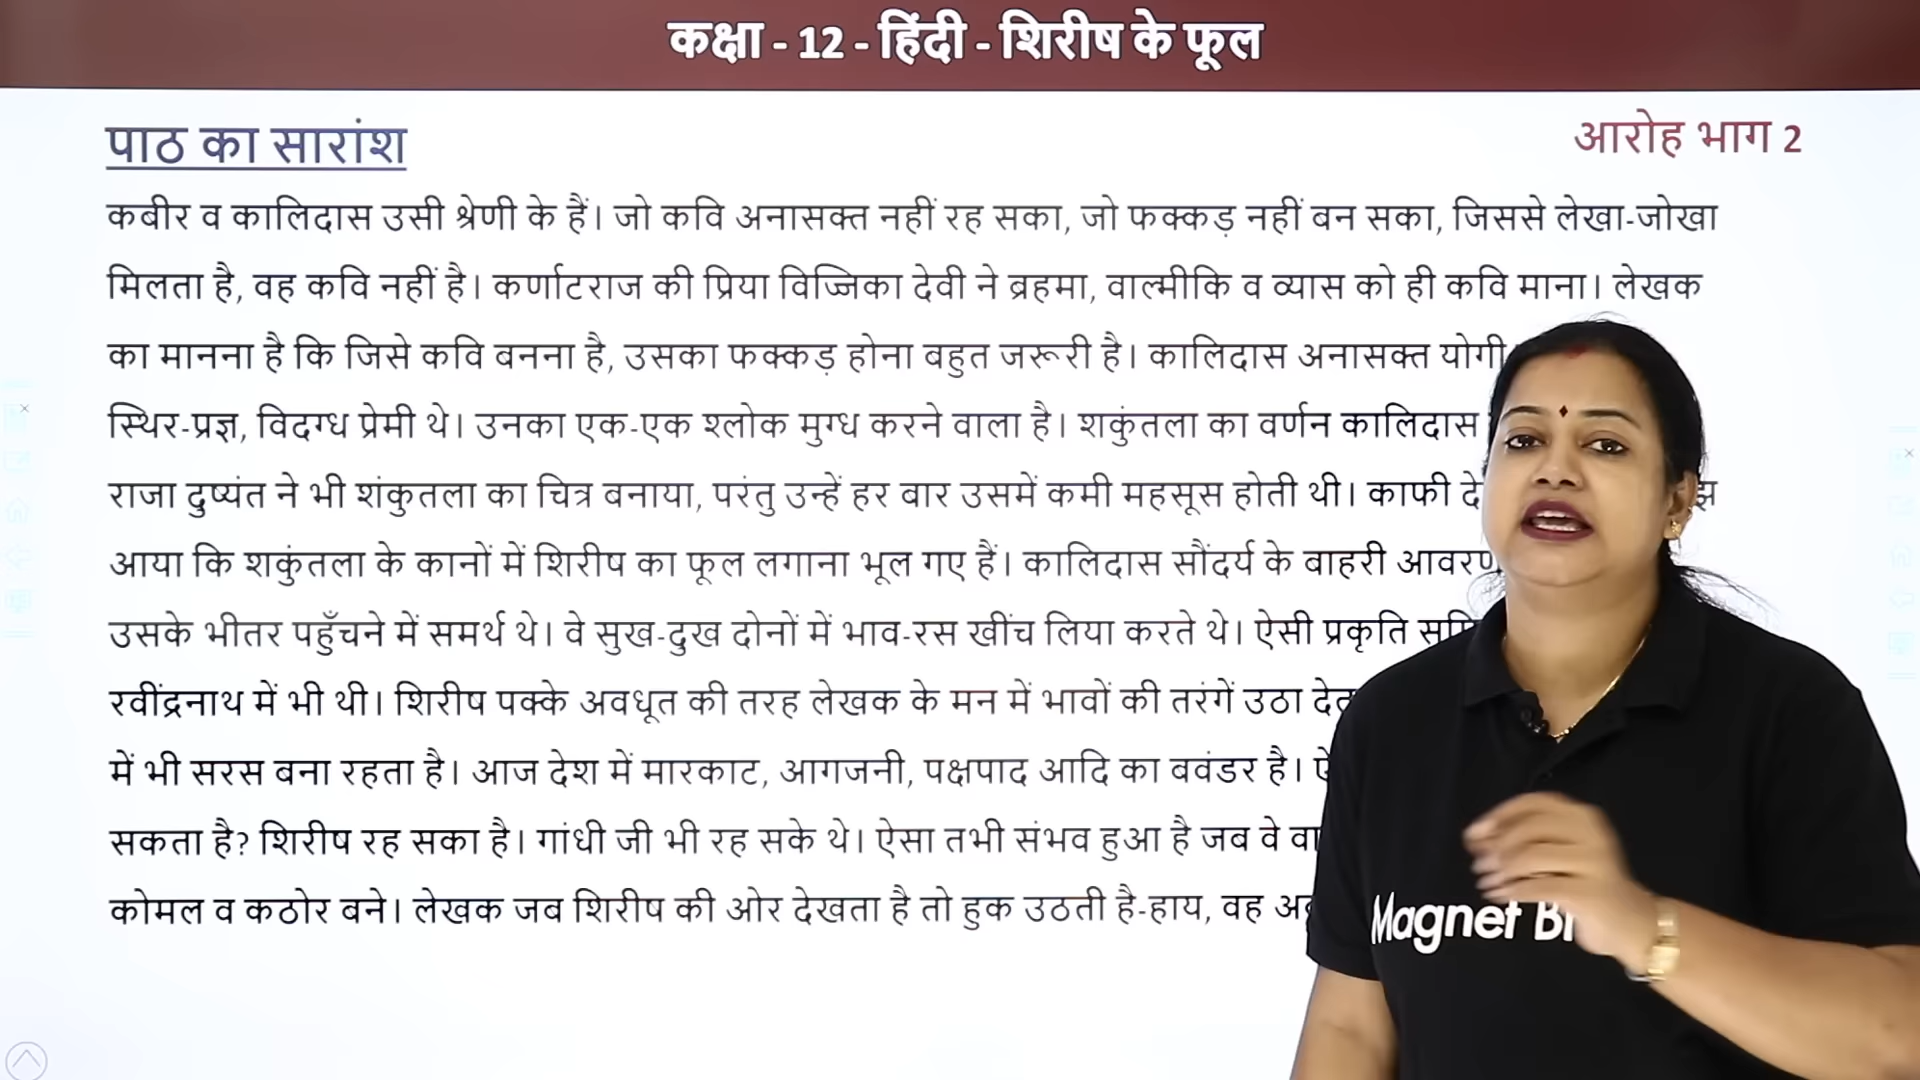 कक्षा - 12 - हिंदी - शिरीष के फूल
पाठ का सारांश
आरोह भाग 2
कबीर व कालिदास उसी श्रेणी के हैं। जो कवि अनासक्त नहीं रह सका, जो फक्कड़ नहीं बन सका, जिससे लेखा-जोखा
मिलता है, वह कवि नहीं है। कर्णाटराज की प्रिया विज्जिका देवी ने ब्रहमा, वाल्मीकि व व्यास को ही कवि माना। लेखक
का मानना है कि जिसे कवि बनना है, उसका फक्कड़ होना बहुत जरूरी है। कालिदास अनासक्त योगी
स्थिर-प्रज्ञ, विदग्ध प्रेमी थे। उनका एक-एक श्लोक मुग्ध करने वाला है। शकुंतला का वर्णन कालिदास
राजा दुष्यंत ने भी शंकुतला का चित्र बनाया, परंतु उन्हें हर बार उसमें कमी महसूस होती थी। काफी
आया कि शकुंतला के कानों में शिरीष का फूल लगाना भूल गए हैं। कालिदास सौंदर्य के बाहरी
उसके भीतर पहुँचने में समर्थ थे। वे सुख-दुख दोनों में भाव-रस खींच लिया करते थे। ऐसी प्रकृति
रवींद्रनाथ में भी थी। शिरीष पक्के अवधूत की तरह लेखक के मन में भावों की तरंगें उठा
में भी सरस बना रहता है। आज देश में मारकाट, आगजनी, पक्षपाद आदि का बवंडर है।
सकता है? शिरीष रह सका है। गांधी जी भी रह सके थे। ऐसा तभी संभव हुआ है जब वे
कोमल व कठोर बने। लेखक जब शिरीष की ओर देखता है तो हुक उठती है-हाय, वह
Magnet